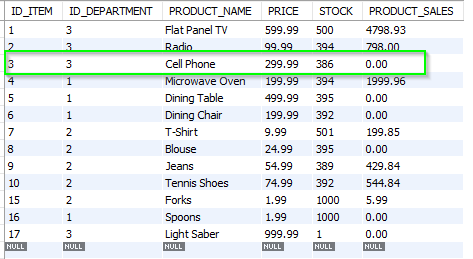 ID_ITEM ID_DEPARTMENT PRODUCT_NAME PRICE STOCK PRODUCT_SALES
1 3 Flat Panel TV 599.99 500 4798.93
2 3 Radio 99.99 394 798.00
3 3 Cell Phone 299.99 386 0.00
4 1 Microwave Oven 199.99 394 1999.96
5 1 Dining Table 499.99 395 0.00
6 1 Dining Chair 199.99 392 0.00
7 2 T-Shirt 9.99 501 199.85
8 2 Blouse 24.99 395 0.00
9 2 Jeans 54.99 389 429.84
10 2 Tennis Shoes 74.99 392 544.84
15 2 Forks 1.99 1000 5.99
16 1 Spoons 1.99 1000 0.00
17 3 Light Saber 999.99 1 0.00
NULL NULL NULL NULL NULL NULL